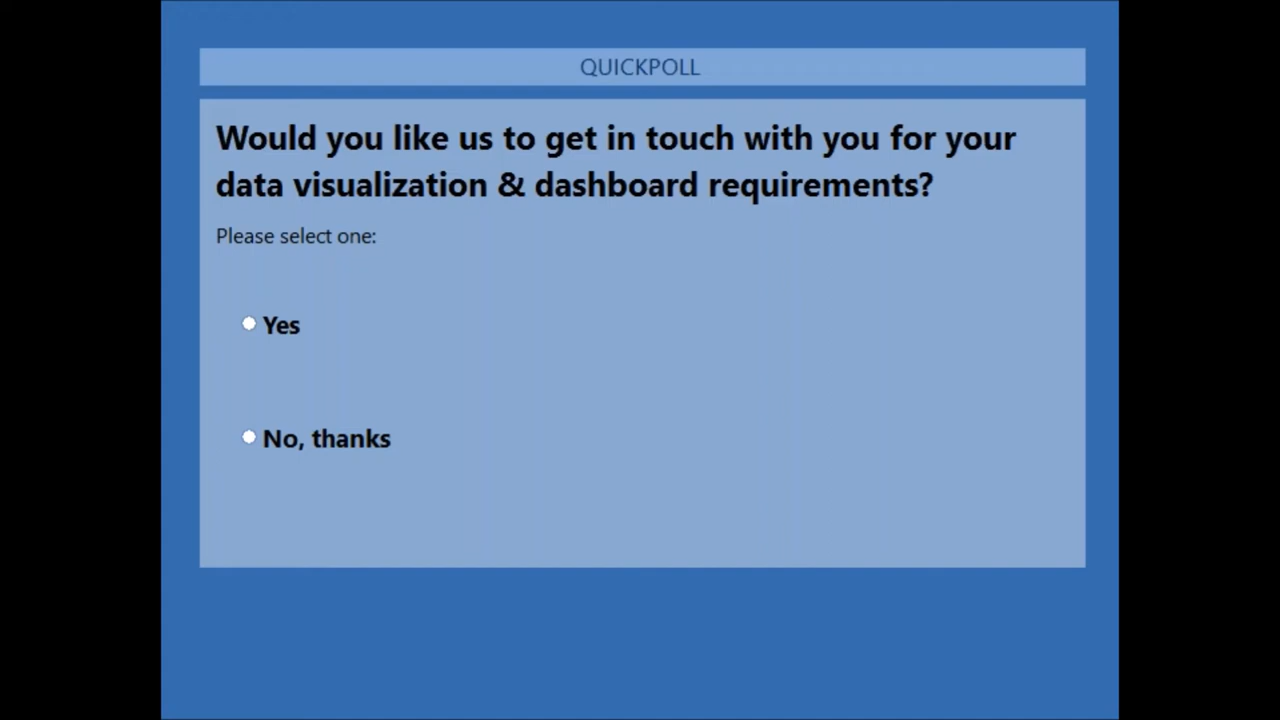 QUICKPOLL
Would you like us to get in touch with you for your
data visualization & dashboard requirements?
Please select one:
Yes
No, thanks